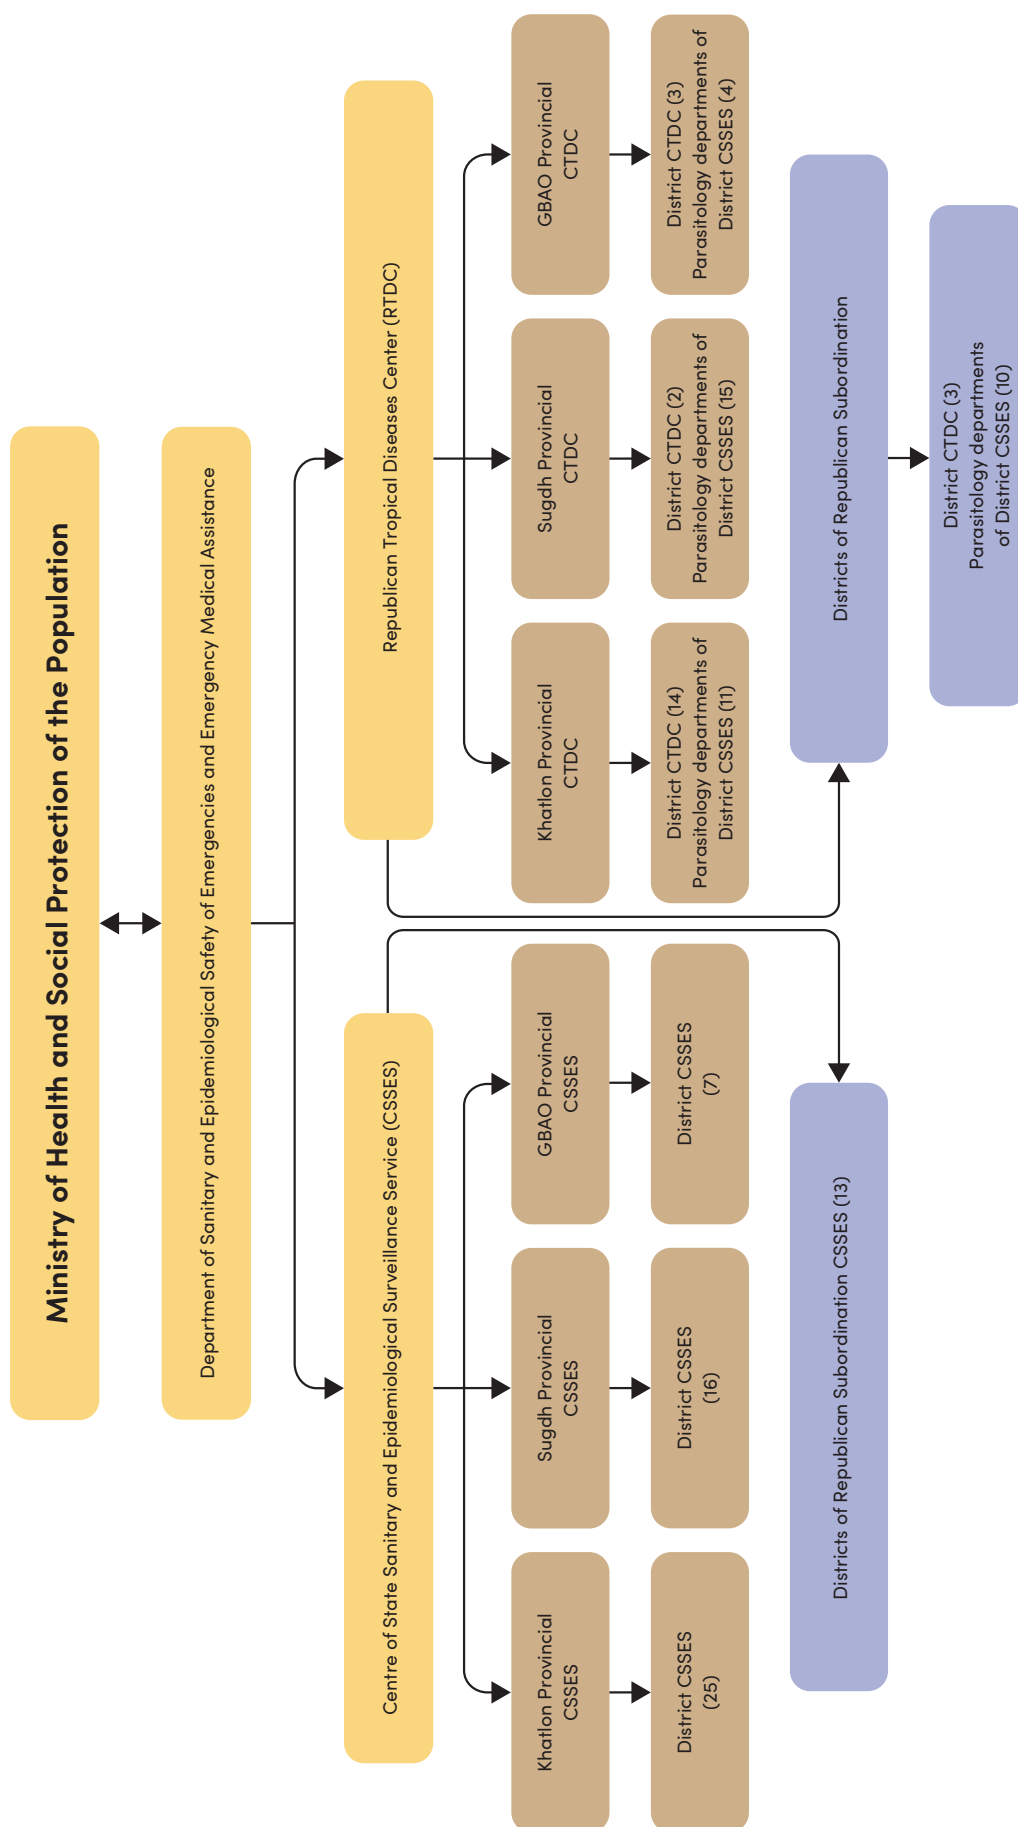 Ministry of Health and Social Protection of the Population
Department of Sanitary and Epidemiological Safety of Emergencies and Emergency Medical Assistance
Centre of State Sanitary and Epidemiological Surveillance Service (CSSES)
Republican Tropical Diseases Center (RTDC)
Khatlon Provincial
CSSES
Sugdh Provincial
CSSES
GBAO Provincial
CSSES
Khatlon Provincial
CTDC
Sugdh Provincial
CTDC
GBAO Provincial
CTDC
District CSSES
(25)
District CSSES
(16)
District CSSES
(7)
District CTDC (14)
Parasitology departments of
District CSSES (11)
District CTDC (2)
Parasitology departments of
District CSSES (15)
District CTDC (3)
Parasitology departments of
District CSSES (4)
Districts of Republican Subordination CSSES (13)
Districts of Republican Subordination
District CTDC (3)
Parasitology departments
of District CSSES (10)